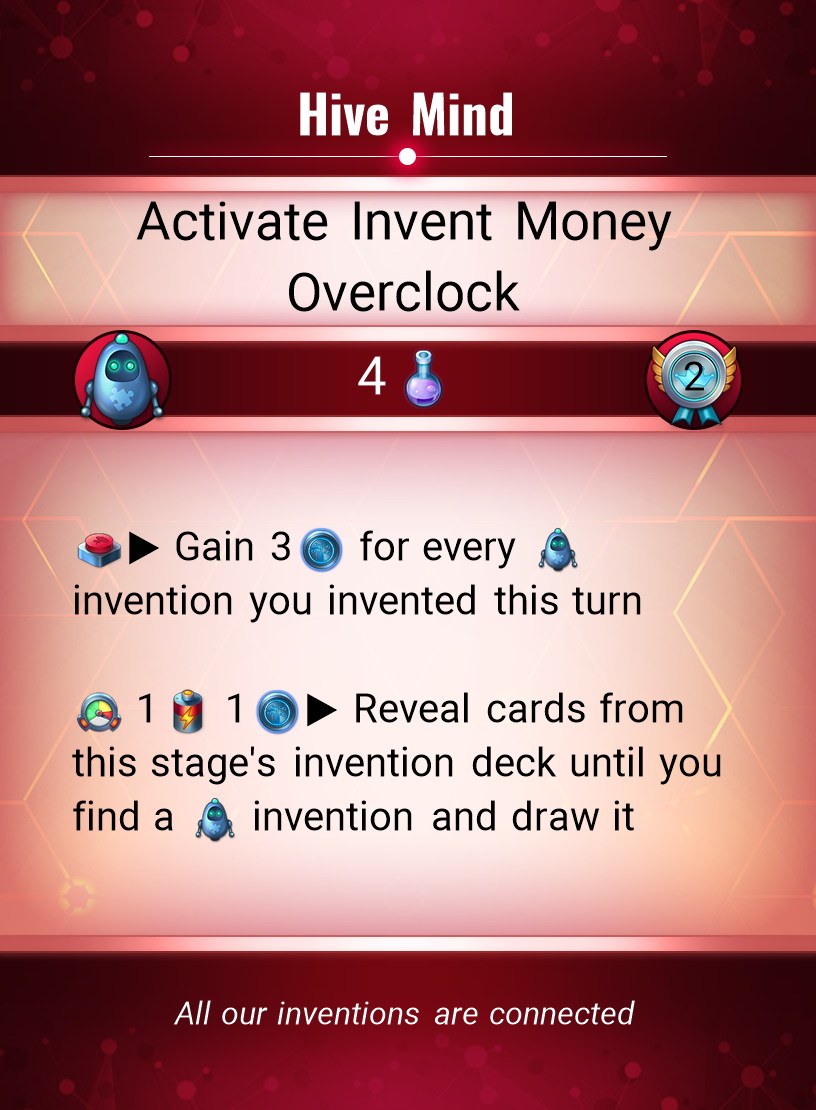 Hive Mind
Activate Invent Money
Overclock
4
2
▶ Gain 3 for every
invention you invented this turn
1 1 ▶ Reveal cards from
this stage's invention deck until you
find a invention and draw it
All our inventions are connected